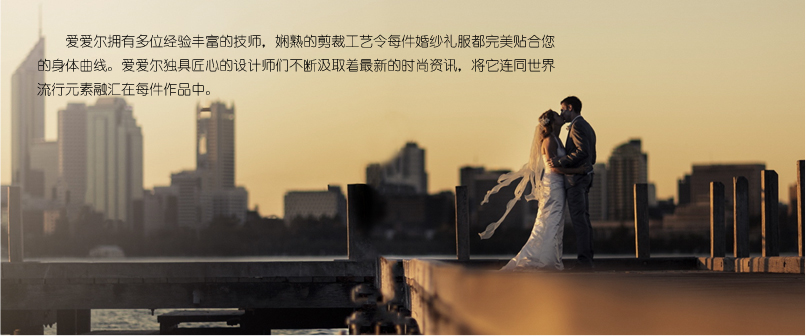 爱爱尔拥有多位经验丰富的技师，娴熟的剪裁工艺令每件婚纱礼服都完美贴合您
的身体曲线。爱爱尔独具匠心的设计师们不断汲取着最新的时尚资讯，将它连同世界
流行元素融汇在每件作品中。